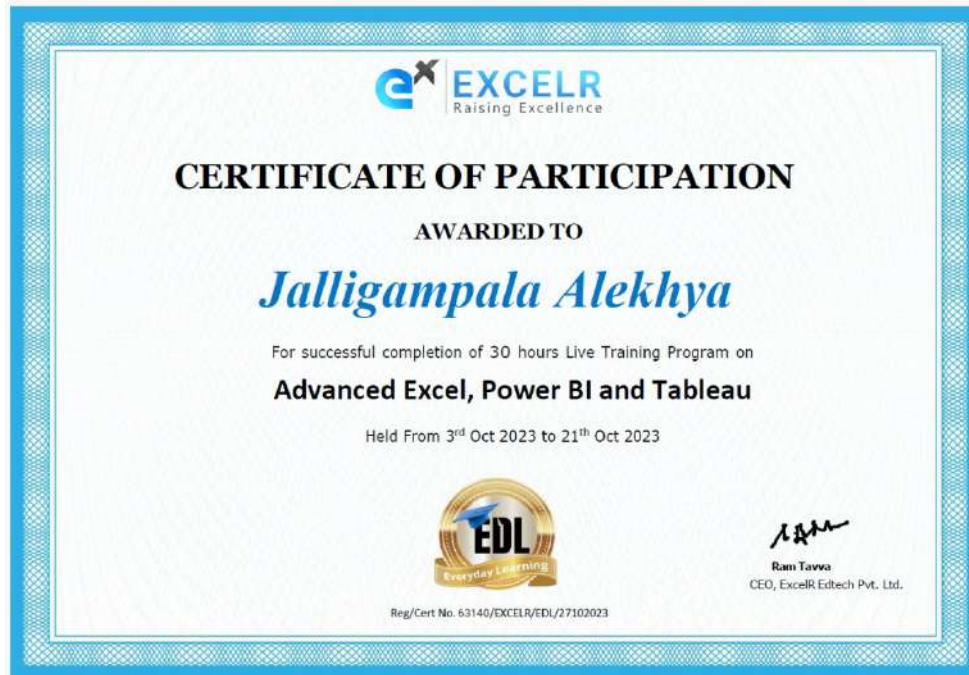 ex EXCELR
Raising Excellence
CERTIFICATE OF PARTICIPATION
AWARDED TO
Jalligampala Alekhya
For successful completion of 30 hours Live Training Program on
Advanced Excel, Power BI and Tableau
Held From 3rd Oct 2023 to 21th Oct 2023
EDL
Everyday Learning
Ram Tavva
CEO, ExcelR Edtech Pvt. Ltd.
Reg/Cert No. 63140/EXCELR/EDL/27102023